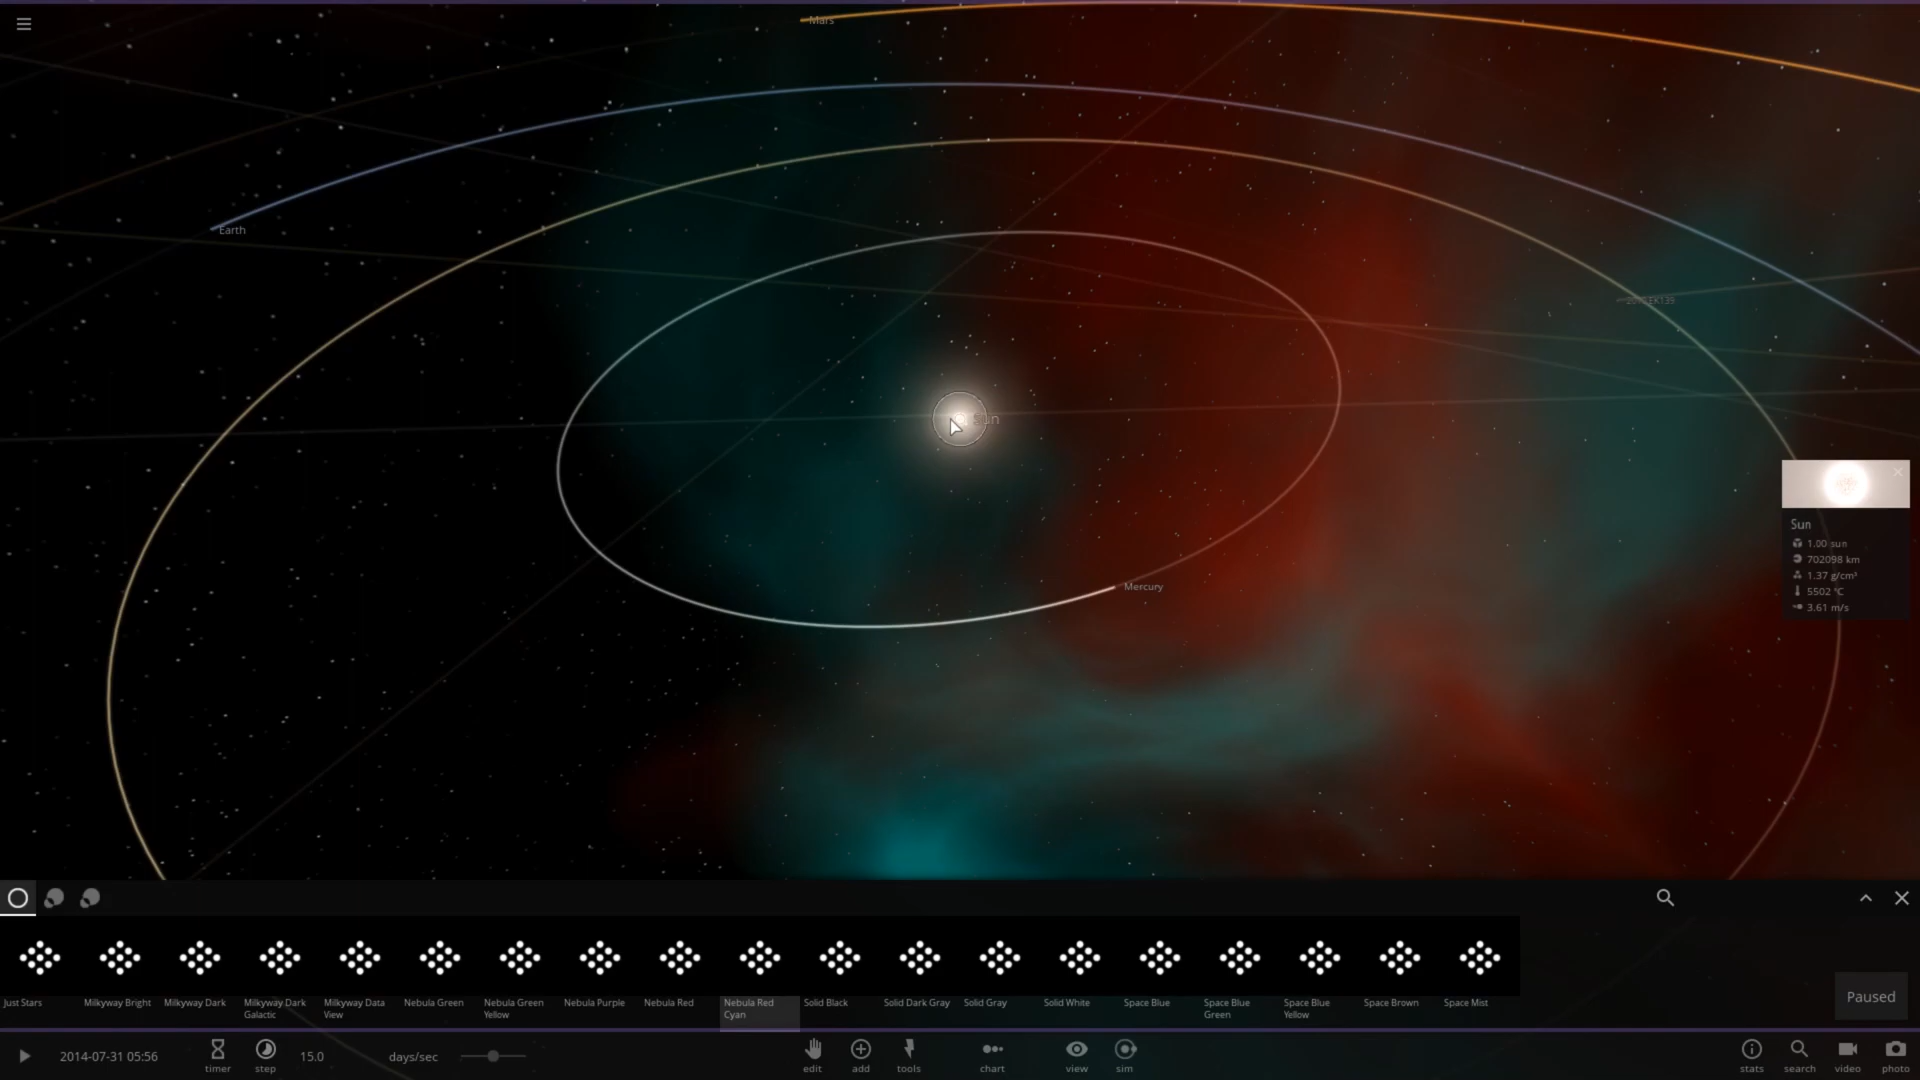 Mars
Earth
Sun
Mercury
Sun
1.00 sun
702098 km
1.37 g/cm³
5502 °C
3.61 m/s
Just Stars
Milkyway Bright
Milkyway Dark
Milkyway Dark
Galactic
Milkyway Data
View
Nebula Green
Nebula Green
Yellow
Nebula Purple
Nebula Red
Nebula Red
Cyan
Solid Black
Solid Dark Gray
Solid Gray
Solid White
Space Blue
Space Blue
Green
Space Blue
Yellow
Space Brown
Space Mist
Paused
2014-07-31 05:56
timer
step
15.0
days/sec
edit
add
tools
chart
view
sim
stats
search
video
photo